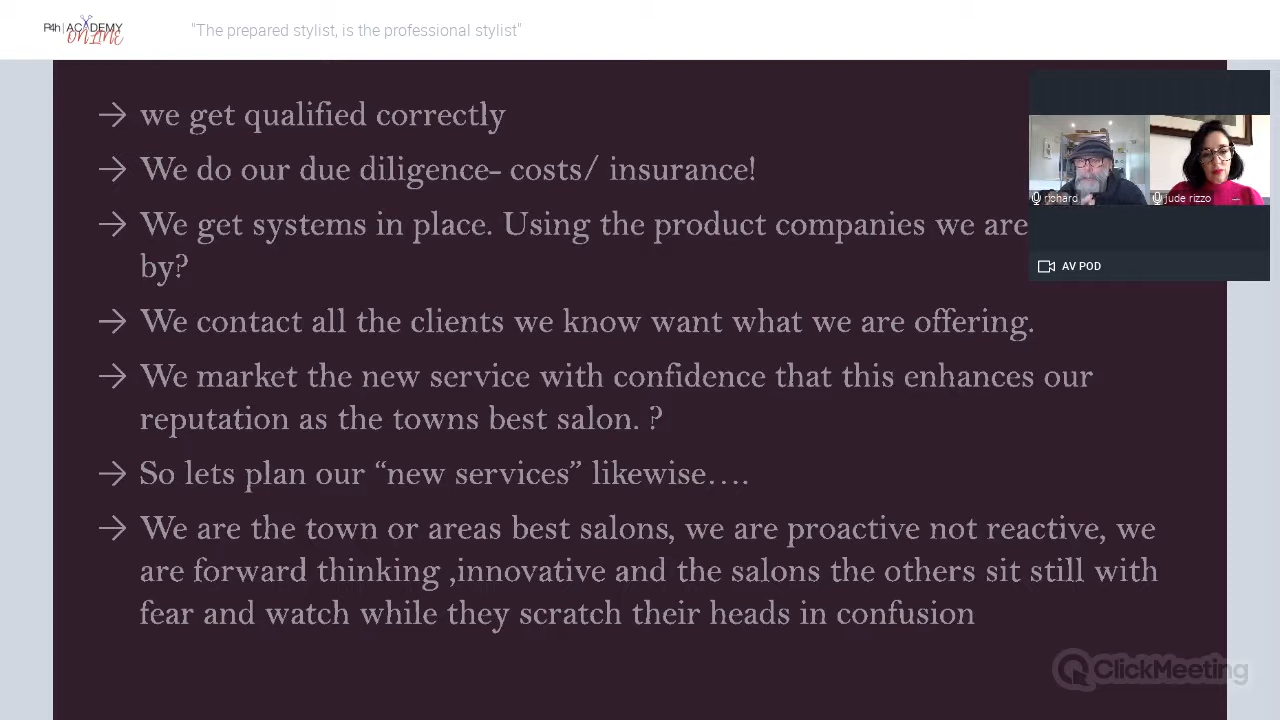 P4h | ACADEMY
ONLINE
"The prepared stylist, is the professional stylist"
→ we get qualified correctly
→ We do our due diligence- costs/ insurance!
→ We get systems in place. Using the product companies we are
by?
→ We contact all the clients we know want what we are offering.
→ We market the new service with confidence that this enhances our
reputation as the towns best salon. ?
→ So lets plan our “new services” likewise….
→ We are the town or areas best salons, we are proactive not reactive, we
are forward thinking ,innovative and the salons the others sit still with
fear and watch while they scratch their heads in confusion
richard
jude rizzo
AV POD
ClickMeeting